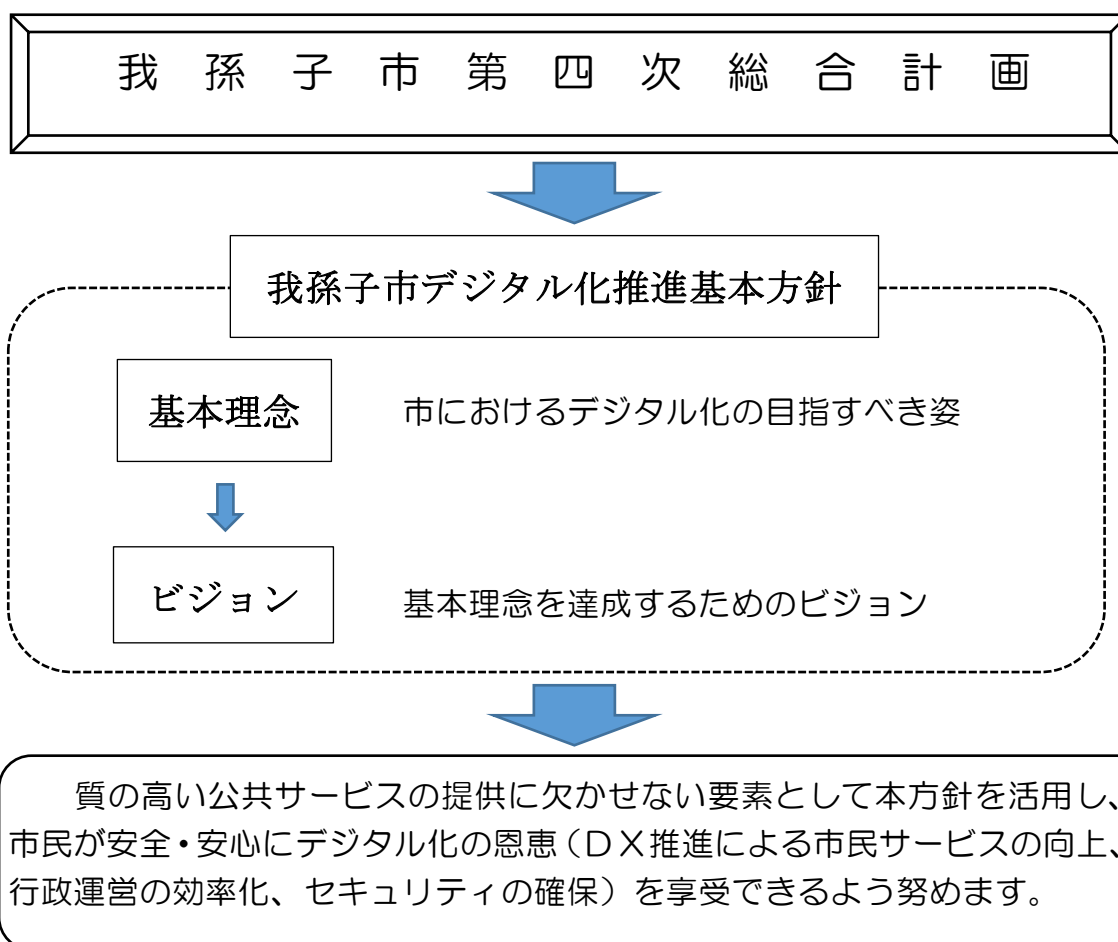 我孫子市第四次総合計画
我孫子市デジタル化推進基本方針
基本理念
市におけるデジタル化の目指すべき姿
ビジョン
基本理念を達成するためのビジョン
質の高い公共サービスの提供に欠かせない要素として本方針を活用し、
市民が安全・安心にデジタル化の恩恵（ＤＸ推進による市民サービスの向上、
行政運営の効率化、セキュリティの確保）を享受できるよう努めます。